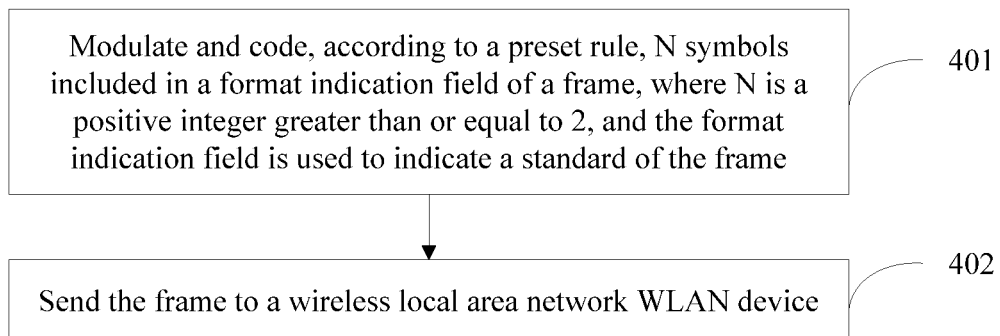 Modulate and code, according to a preset rule, N symbols
included in a format indication field of a frame, where N is a
positive integer greater than or equal to 2, and the format
indication field is used to indicate a standard of the frame
401
Send the frame to a wireless local area network WLAN device
402